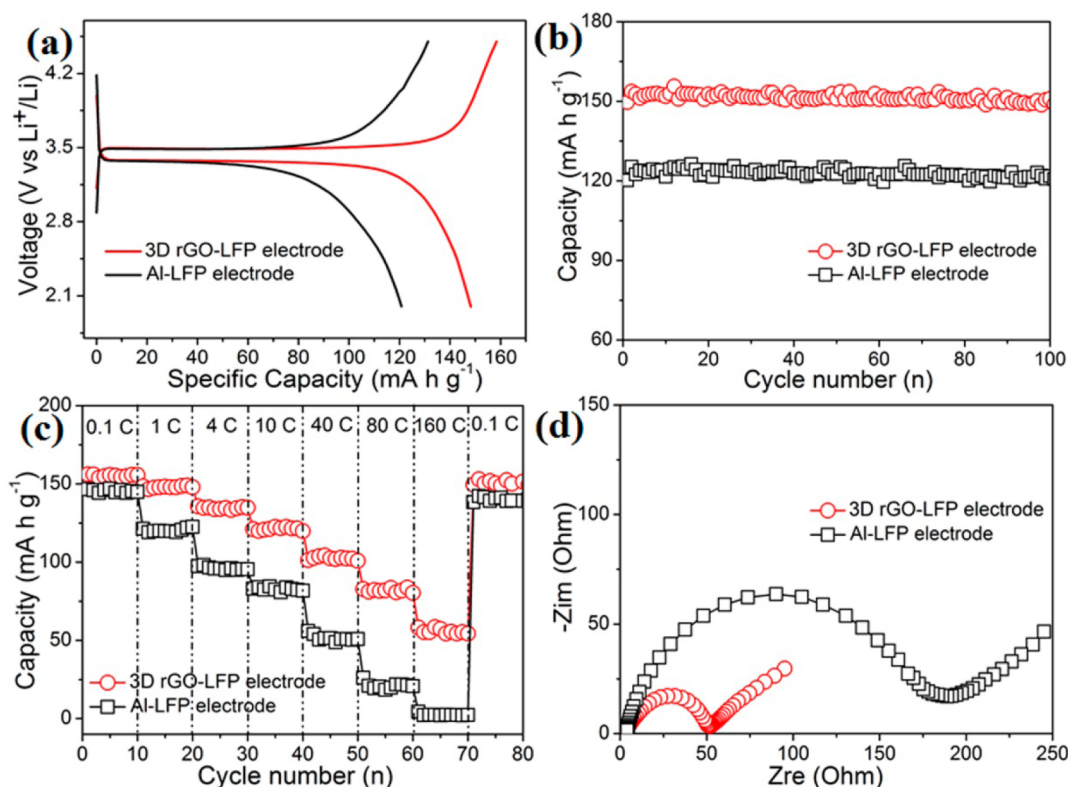 (a)
Voltage (V vs Li⁺/Li)
4.2
3.5
2.8
2.1
3D rGO-LFP electrode
Al-LFP electrode
0 20 40 60 80 100 120 140 160
Specific Capacity (mA h g⁻¹)
(b)
Capacity (mA h g⁻¹)
180
150
120
90
60
3D rGO-LFP electrode
Al-LFP electrode
0 20 40 60 80 100
Cycle number (n)
(c)
Capacity (mA h g⁻¹)
200
150
100
50
0
0.1 C 1 C 4 C 10 C 40 C 80 C 160 C 0.1 C
3D rGO-LFP electrode
Al-LFP electrode
0 10 20 30 40 50 60 70 80
Cycle number (n)
(d)
-Zim (Ohm)
150
100
50
0
3D rGO-LFP electrode
Al-LFP electrode
0 50 100 150 200 250
Zre (Ohm)